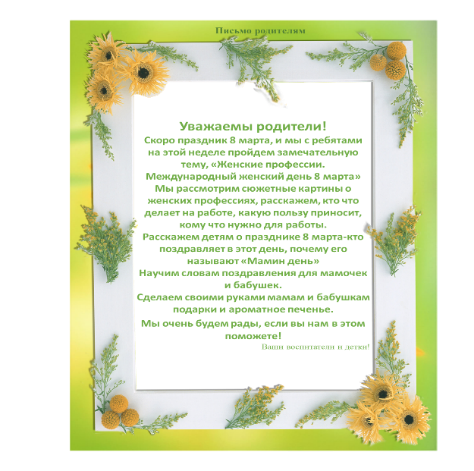 Письмо родителям
Уважаемы родители!
Скоро праздник 8 марта, и мы с ребятами
на этой неделе пройдем замечательную
тему, «Женские профессии.
Международный женский день 8 марта»
Мы рассмотрим сюжетные картины о
женских профессиях, расскажем, кто что
делает на работе, какую пользу приносит,
кому что нужно для работы.
Расскажем детям о празднике 8 марта-кто
поздравляет в этот день, почему его
называют «Мамин день»
Научим словам поздравления для мамочек
и бабушек.
Сделаем своими руками мамам и бабушкам
подарки и ароматное печенье.
Мы очень будем рады, если вы нам в этом
поможете!
Ваши воспитатели и детки!